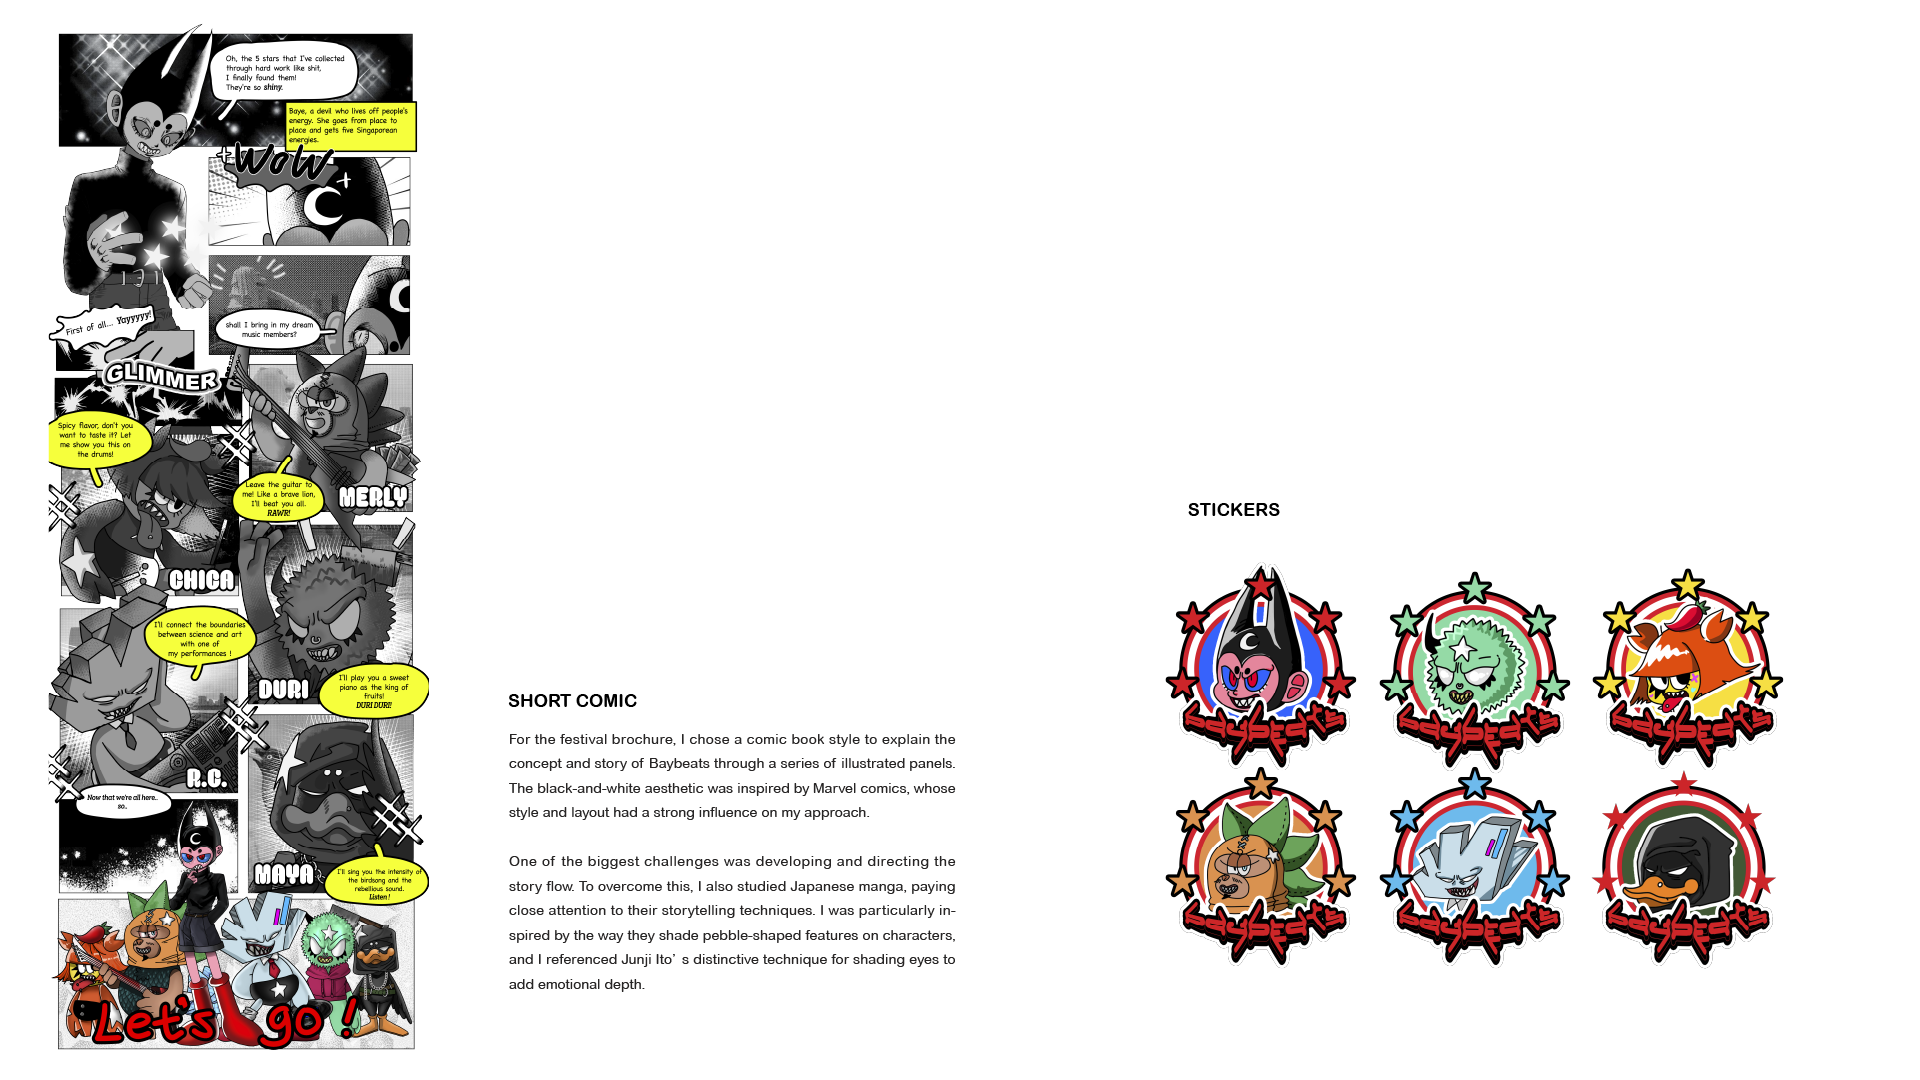 Oh, the 5 stars that I've collected
through hard work like shit,
I finally found them!
They're so shiny.
Baye, a devil who lives off people's
energy. She goes from place to
place and gets five Singaporean
energies.
WOW
shall I bring in my dream
music members?
First of all... Yayyyyy!
GLIMMER
Spicy flavor, don't you
want to taste it? Let
me show you this on
the drums!
Leave the guitar to
me! Like a brave lion,
I'll beat you all.
RAWR!
MERLY
CHICA
I'll connect the boundaries
between science and art
with one of
my performances !
I'll play you a sweet
piano as the king of
fruits!
DURI DURI!
DURI
R.C.
Now that we're all here..
so..
MAYA
I'll sing you the intensity of
the birdsong and the
rebellious sound.
Listen!
Let's go !
SHORT COMIC
For the festival brochure, I chose a comic book style to explain the
concept and story of Baybeats through a series of illustrated panels.
The black-and-white aesthetic was inspired by Marvel comics, whose
style and layout had a strong influence on my approach.
One of the biggest challenges was developing and directing the
story flow. To overcome this, I also studied Japanese manga, paying
close attention to their storytelling techniques. I was particularly in-
spired by the way they shade pebble-shaped features on characters,
and I referenced Junji Ito’ s distinctive technique for shading eyes to
add emotional depth.
STICKERS
baybeats
baybeats
baybeats
baybeats
baybeats
baybeats